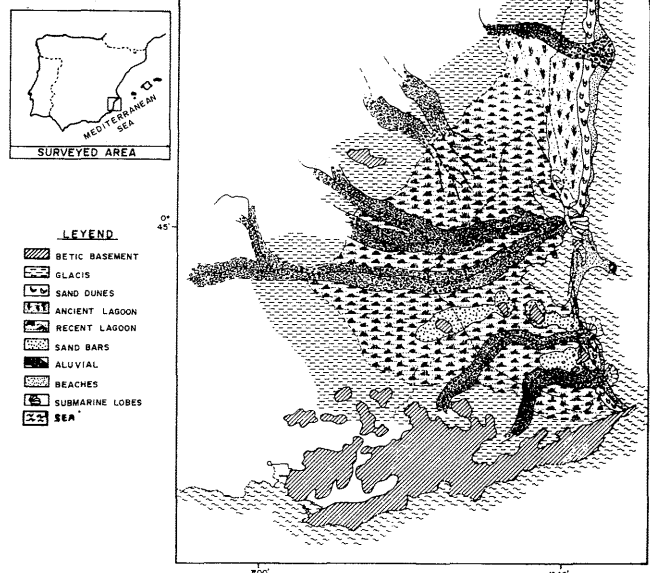 MEDITERRANEAN
SEA
SURVEYED AREA
0°
45'
LEYEND
BETIC BASEMENT
GLACIS
SAND DUNES
ANCIENT LAGOON
RECENT LAGOON
SAND BARS
ALUVIAL
BEACHES
SUBMARINE LOBES
SEA